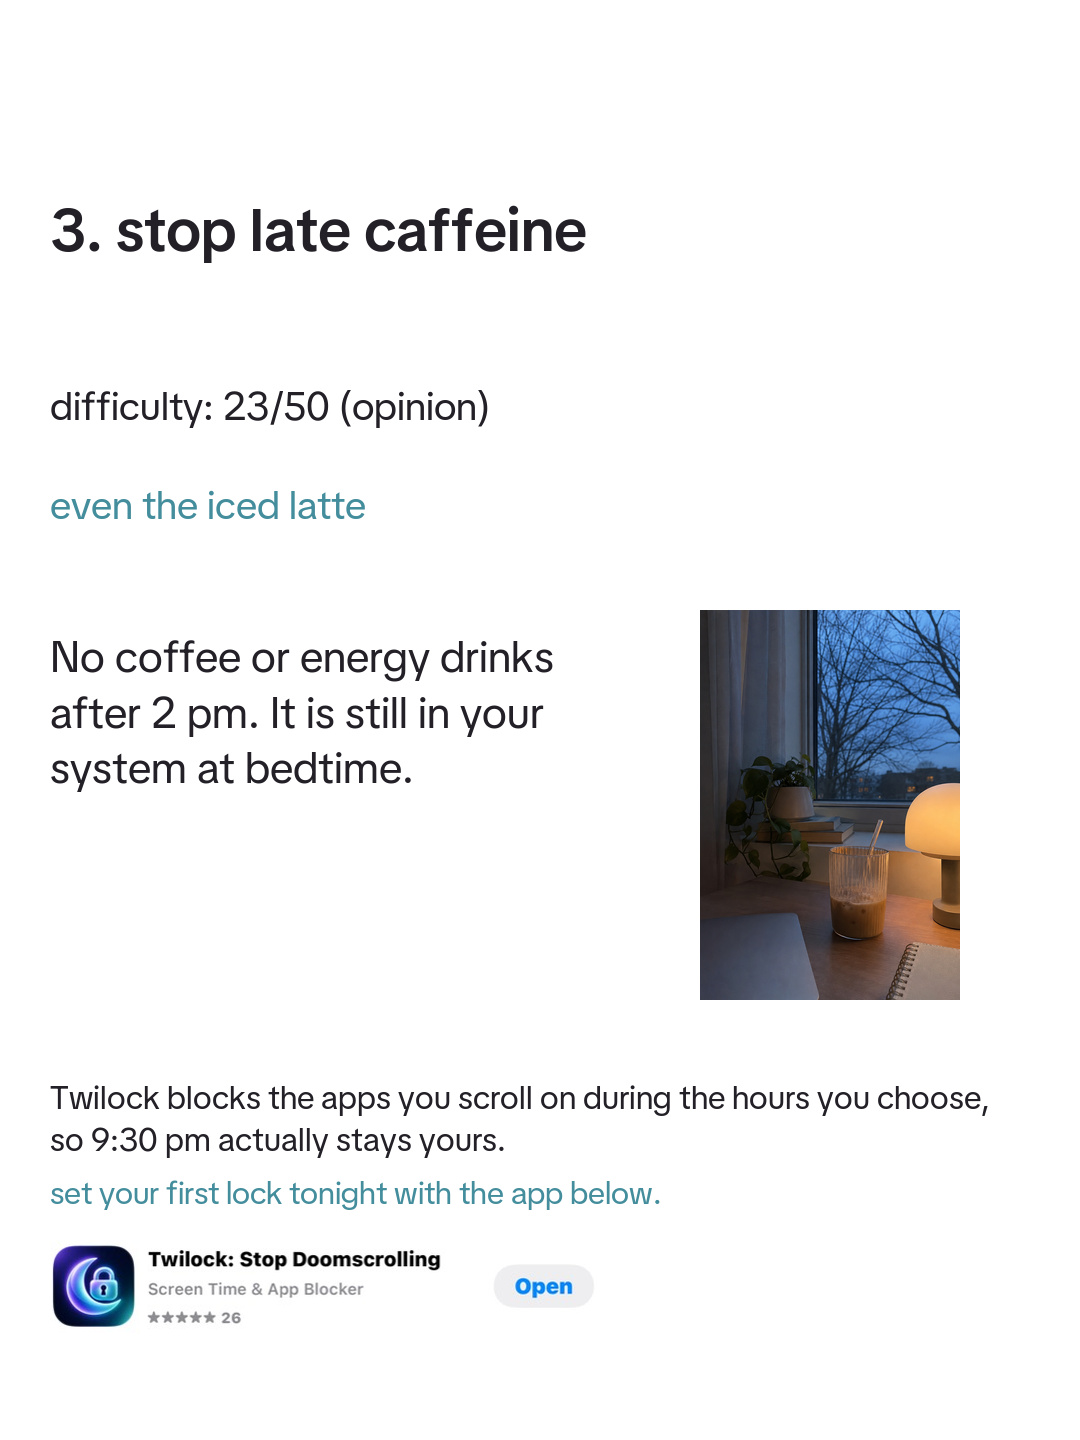 3. stop late caffeine
difficulty: 23/50 (opinion)
even the iced latte
No coffee or energy drinks
after 2 pm. It is still in your
system at bedtime.
Twilock blocks the apps you scroll on during the hours you choose,
so 9:30 pm actually stays yours.
set your first lock tonight with the app below.
Twilock: Stop Doomscrolling
Screen Time & App Blocker
★★★★★ 26
Open